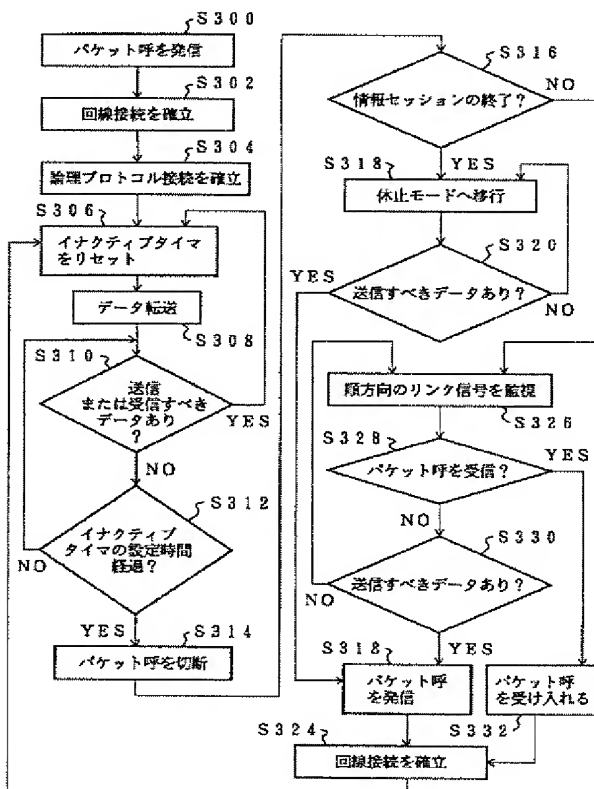 S300
パケット呼を発信
S302
回線接続を確立
S304
論理プロトコル接続を確立
S306
イナクティブタイマ
をリセット
データ転送
S308
S310
送信
または受信すべき
データあり
?
YES
NO
S312
イナクティブ
タイマの設定時間
経過?
NO
YES
S314
パケット呼を切断
S316
情報セッションの終了?
NO
YES
S318
休止モードへ移行
S320
YES
送信すべきデータあり?
NO
順方向のリンク信号を監視
S326
S328
YES
パケット呼を受信?
NO
S330
送信すべきデータあり?
NO
YES
S318
パケット呼
を発信
パケット呼
を受け入れる
S332
S324
回線接続を確立